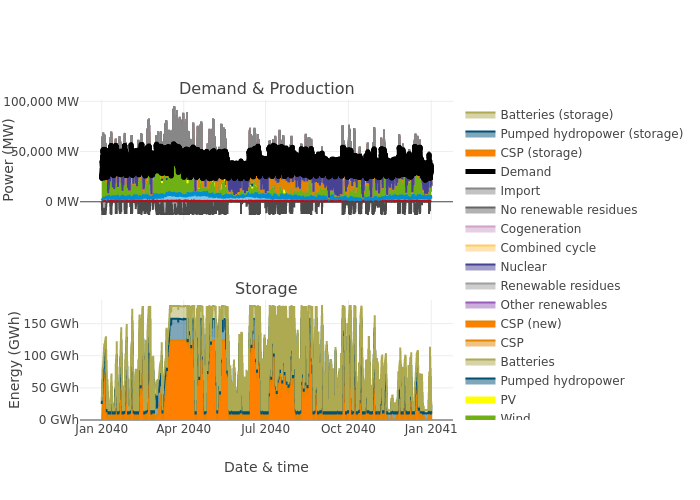 Demand & Production
100,000 MW
50,000 MW
0 MW
Power (MW)
Storage
150 GWh
100 GWh
50 GWh
0 GWh
Energy (GWh)
Jan 2040
Apr 2040
Jul 2040
Oct 2040
Jan 2041
Date & time
Batteries (storage)
Pumped hydropower (storage)
CSP (storage)
Demand
Import
No renewable residues
Cogeneration
Combined cycle
Nuclear
Renewable residues
Other renewables
CSP (new)
CSP
Batteries
Pumped hydropower
PV
Wind